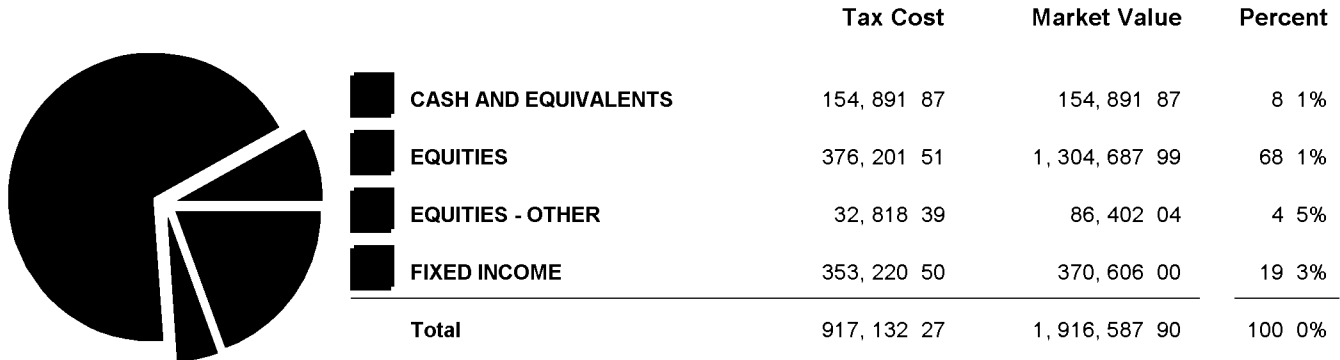 Tax Cost Market Value Percent
CASH AND EQUIVALENTS 154, 891 87 154, 891 87 8 1%
EQUITIES 376, 201 51 1, 304, 687 99 68 1%
EQUITIES - OTHER 32, 818 39 86, 402 04 4 5%
FIXED INCOME 353, 220 50 370, 606 00 19 3%
Total 917, 132 27 1, 916, 587 90 100 0%